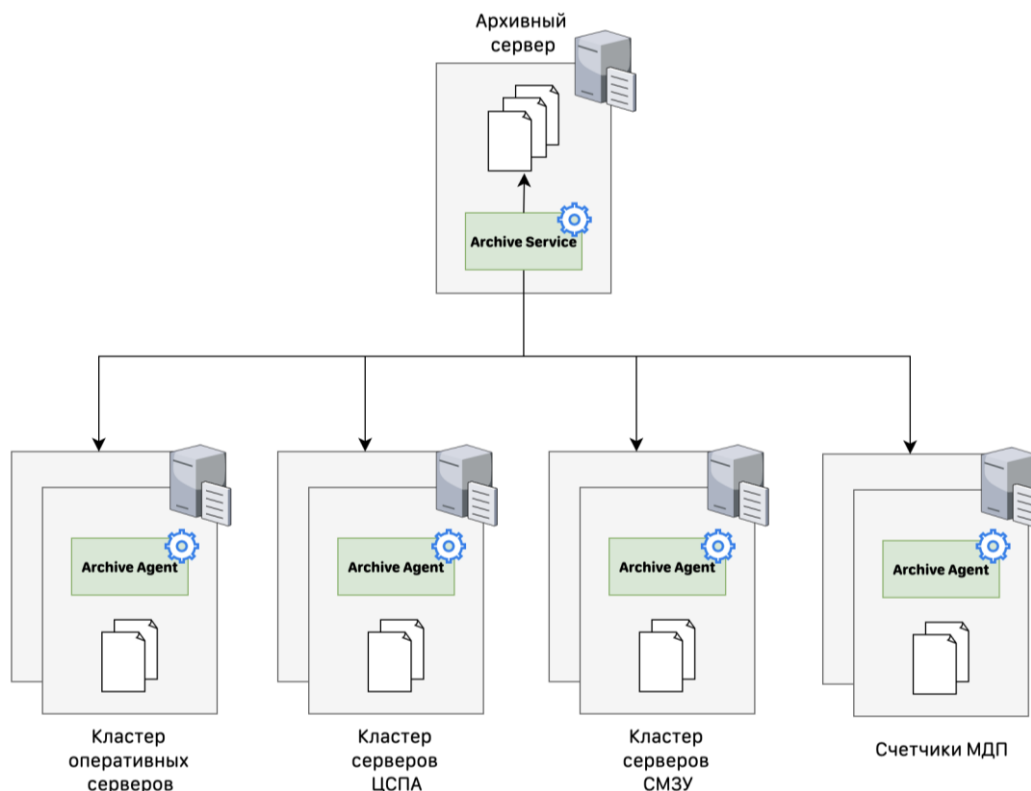 Архивный
сервер
Archive Service
Archive Agent
Archive Agent
Archive Agent
Archive Agent
Кластер
оперативных
серверов
Кластер
серверов
ЦСПА
Кластер
серверов
СМЗУ
Счетчики МДП